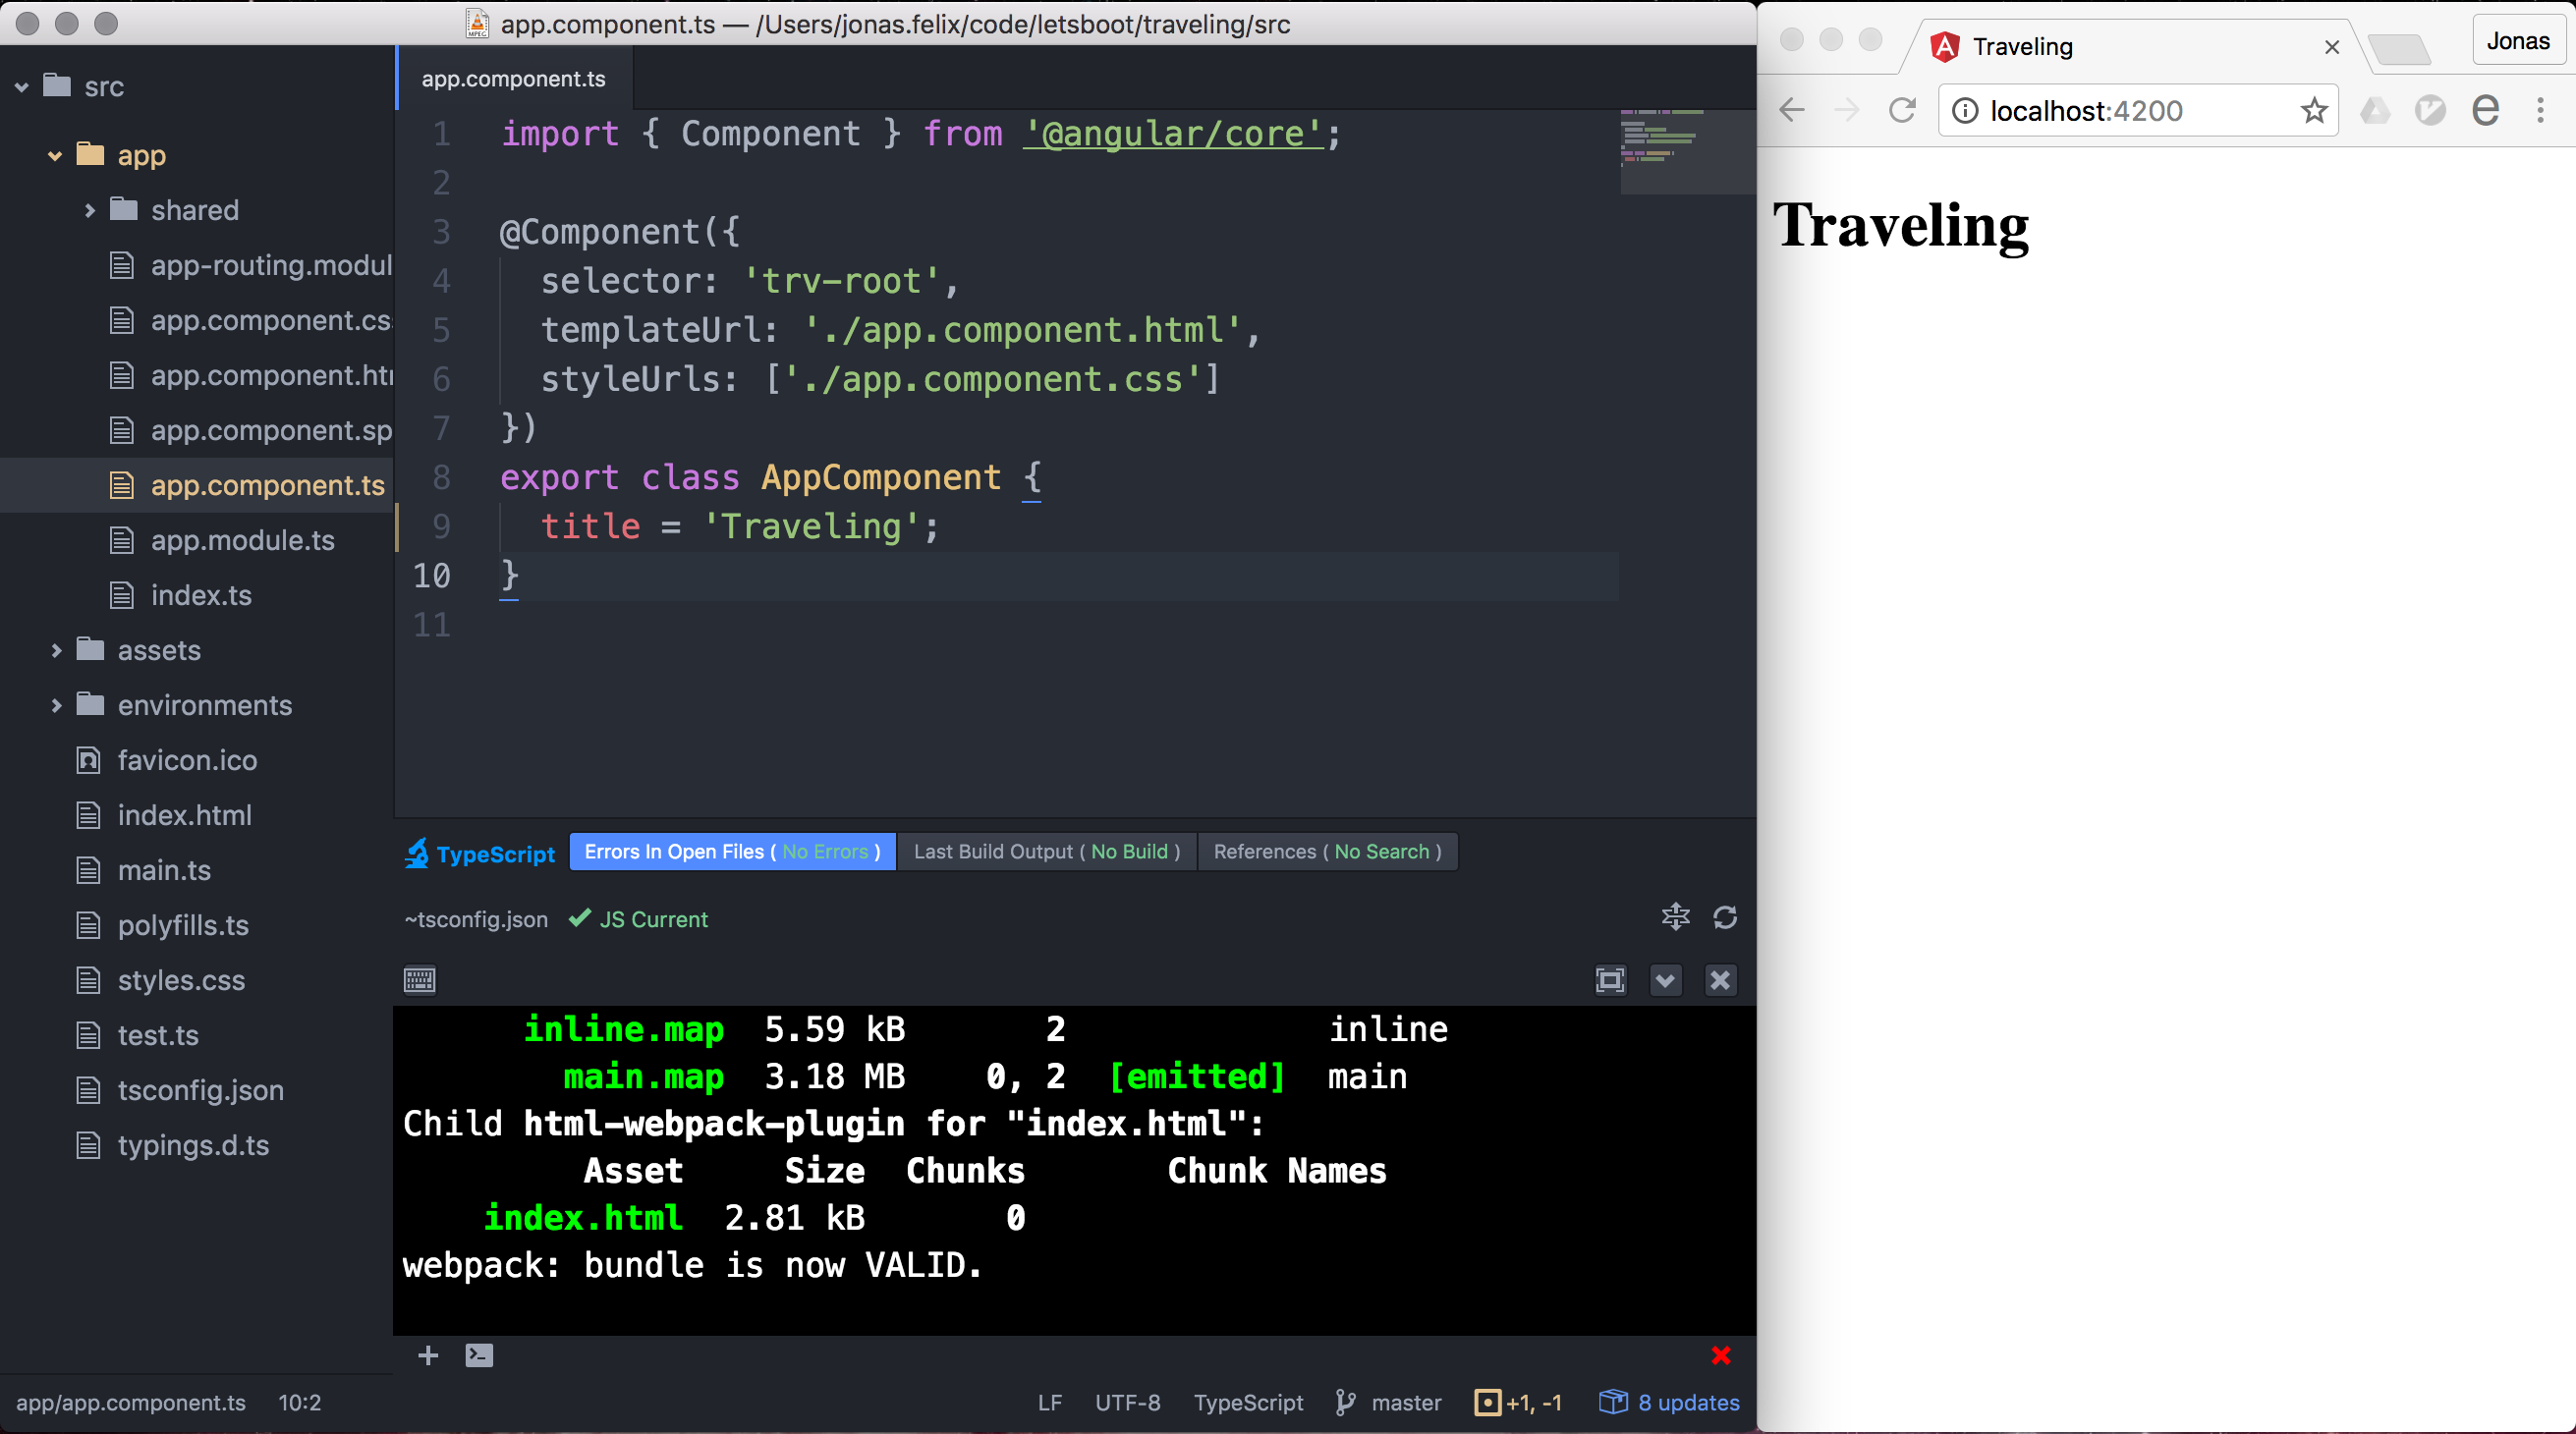 app.component.ts — /Users/jonas.felix/code/letsboot/traveling/src
src
app
shared
app-routing.modul
app.component.cs
app.component.ht
app.component.sp
app.component.ts
app.module.ts
index.ts
assets
environments
favicon.ico
index.html
main.ts
polyfills.ts
styles.css
test.ts
tsconfig.json
typings.d.ts
app.component.ts
1 import { Component } from '@angular/core';
2
3 @Component({
4 selector: 'trv-root',
5 templateUrl: './app.component.html',
6 styleUrls: ['./app.component.css']
7 })
8 export class AppComponent {
9 title = 'Traveling';
10 }
11
TypeScript Errors In Open Files ( No Errors ) Last Build Output ( No Build ) References ( No Search )
~tsconfig.json JS Current
inline.map 5.59 kB 2 inline
main.map 3.18 MB 0, 2 [emitted] main
Child html-webpack-plugin for "index.html":
Asset Size Chunks Chunk Names
index.html 2.81 kB 0
webpack: bundle is now VALID.
app/app.component.ts 10:2 LF UTF-8 TypeScript master +1, -1 8 updates
Traveling
Jonas
localhost:4200
Traveling